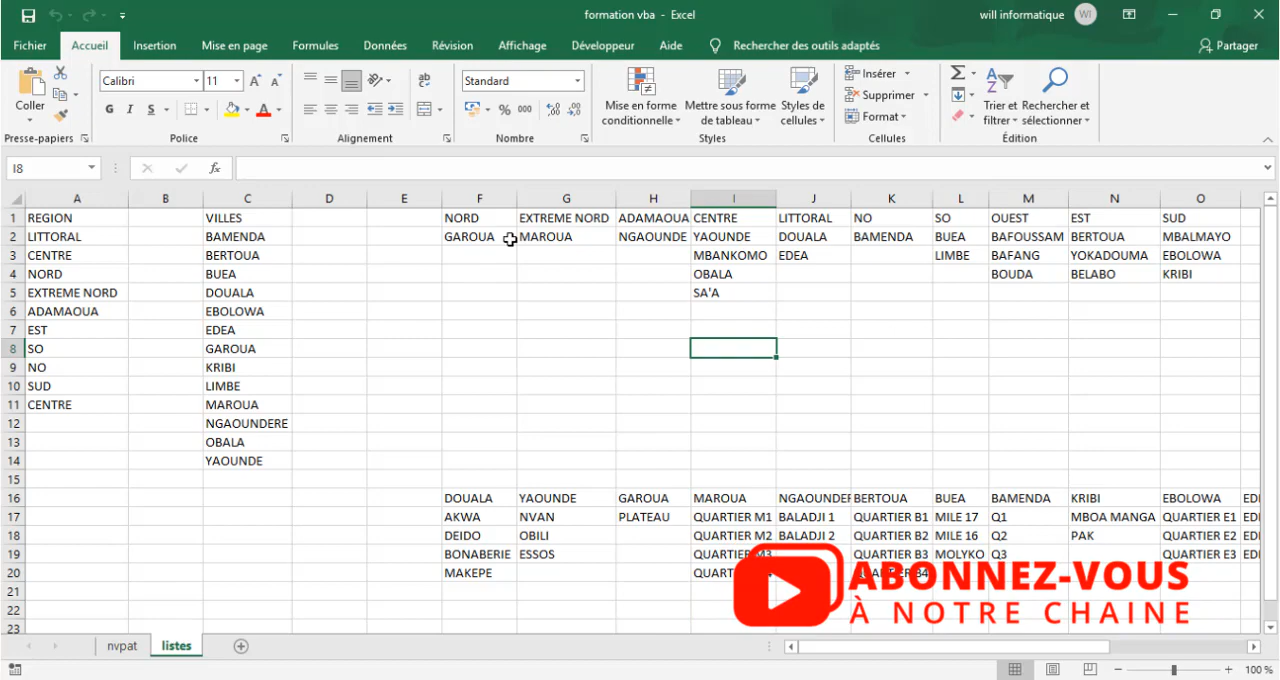 formation vba - Excel
will informatique WI
Fichier Accueil Insertion Mise en page Formules Données Révision Affichage Développeur Aide Rechercher des outils adaptés Partager
Coller
Presse-papiers
Calibri 11
G I S
Police
Alignement
Standard
% 000
Nombre
Mise en forme conditionnelle
Mettre sous forme de tableau
Styles de cellules
Styles
Insérer
Supprimer
Format
Cellules
Trier et filtrer
Rechercher et sélectionner
Édition
I8 fx
A B C D E F G H I J K L M N O
1 REGION VILLES NORD EXTREME NORD ADAMAOUA CENTRE LITTORAL NO SO OUEST EST SUD
2 LITTORAL BAMENDA GAROUA MAROUA NGAOUNDE YAOUNDE DOUALA BAMENDA BUEA BAFOUSSAM BERTOUA MBALMAYO
3 CENTRE BERTOUA MBANKOMO EDEA LIMBE BAFANG YOKADOUMA EBOLOWA
4 NORD BUEA OBALA BOUDA BELABO KRIBI
5 EXTREME NORD DOUALA SA'A
6 ADAMAOUA EBOLOWA
7 EST EDEA
8 SO GAROUA
9 NO KRIBI
10 SUD LIMBE
11 CENTRE MAROUA
12 NGAOUNDERE
13 OBALA
14 YAOUNDE
15
16 DOUALA YAOUNDE GAROUA MAROUA NGAOUNDER BERTOUA BUEA BAMENDA KRIBI EBOLOWA
17 AKWA NVAN PLATEAU QUARTIER M1 BALADJI 1 QUARTIER B1 MILE 17 Q1 MBOA MANGA QUARTIER E1
18 DEIDO OBILI QUARTIER M2 BALADJI 2 QUARTIER B2 MILE 16 Q2 PAK QUARTIER E2
19 BONABERIE ESSOS QUARTIER M3 QUARTIER B3 MOLYKO Q3 QUARTIER E3
20 MAKEPE
21
22
23
ABONNEZ-VOUS
À NOTRE CHAINE
nvpat listes
100 %